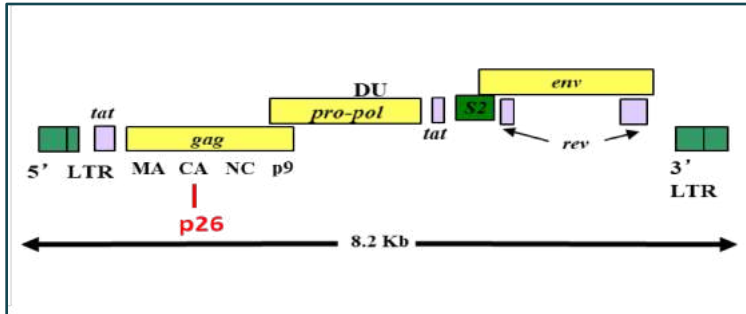 DU
env
tat
pro-pol
S2
gag
tat
rev
5' LTR MA CA NC p9
3'
LTR
p26
8.2 Kb